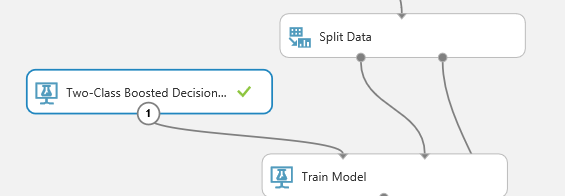 Split Data
Two-Class Boosted Decision...
1
Train Model